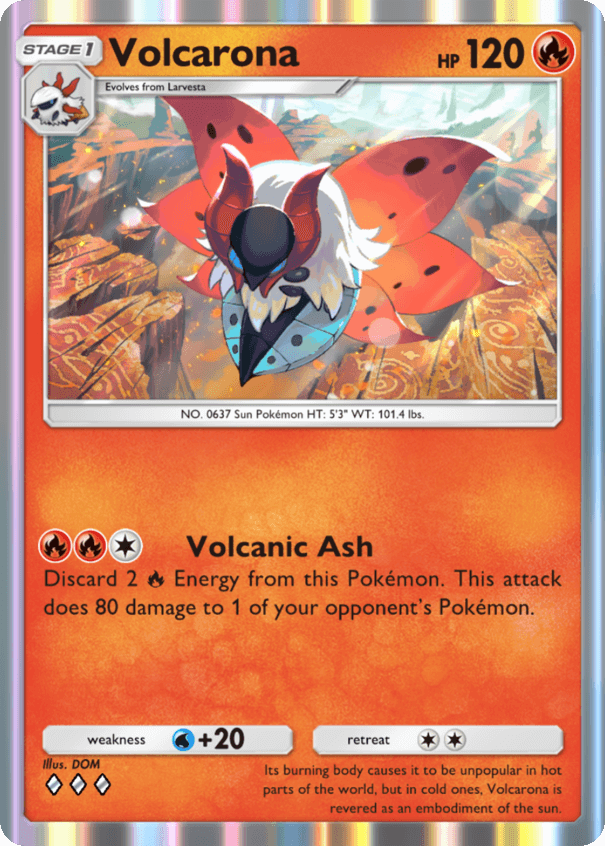 STAGE 1 Volcarona HP 120
Evolves from Larvesta
NO. 0637 Sun Pokémon HT: 5'3" WT: 101.4 lbs.
Volcanic Ash
Discard 2 Energy from this Pokémon. This attack
does 80 damage to 1 of your opponent's Pokémon.
weakness +20 retreat
Illus. DOM
Its burning body causes it to be unpopular in hot
parts of the world, but in cold ones, Volcarona is
revered as an embodiment of the sun.